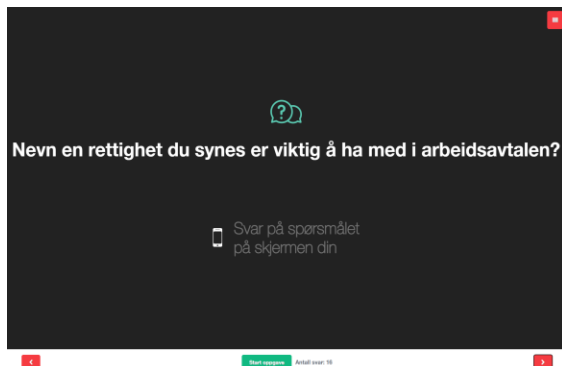 Nevn en rettighet du synes er viktig å ha med i arbeidsavtalen?
Svar på spørsmålet
på skjermen din
Start oppgave Antall svar: 18